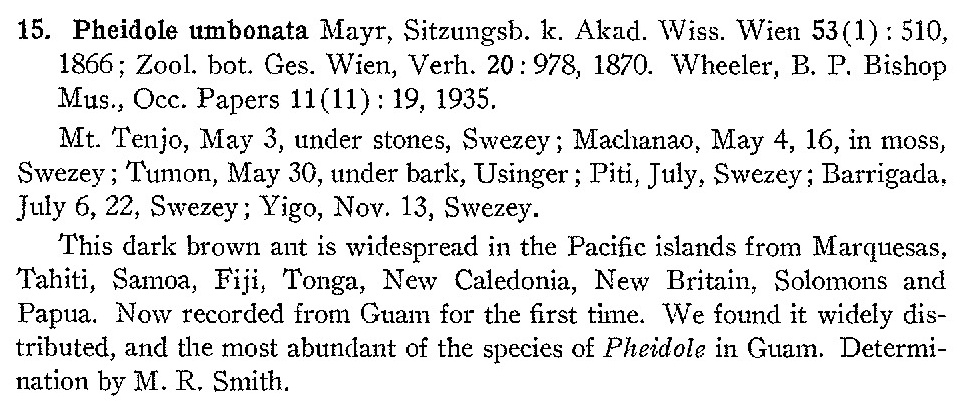 15. Pheidole umbonata Mayr, Sitzungsb. k. Akad. Wiss. Wien 53(1): 510,
1866; Zool. bot. Ges. Wien, Verh. 20: 978, 1870. Wheeler, B. P. Bishop
Mus., Occ. Papers 11(11): 19, 1935.
Mt. Tenjo, May 3, under stones, Swezey; Machanao, May 4, 16, in moss,
Swezey; Tumon, May 30, under bark, Usinger; Piti, July, Swezey; Barrigada,
July 6, 22, Swezey; Yigo, Nov. 13, Swezey.
This dark brown ant is widespread in the Pacific islands from Marquesas,
Tahiti, Samoa, Fiji, Tonga, New Caledonia, New Britain, Solomons and
Papua. Now recorded from Guam for the first time. We found it widely dis-
tributed, and the most abundant of the species of Pheidole in Guam. Determi-
nation by M. R. Smith.